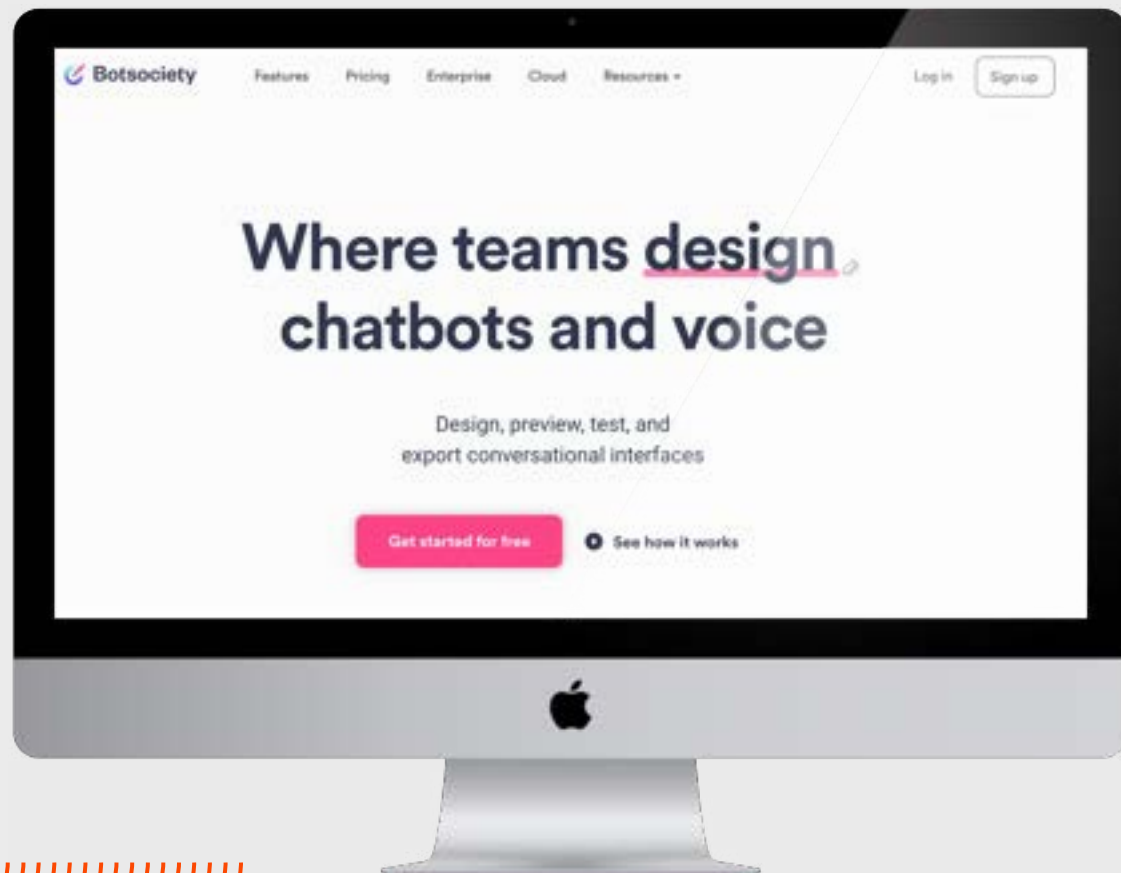 Botsociety Features Pricing Enterprise Cloud Resources Log in Sign up
Where teams design
chatbots and voice
Design, preview, test, and
export conversational interfaces
Get started for free See how it works